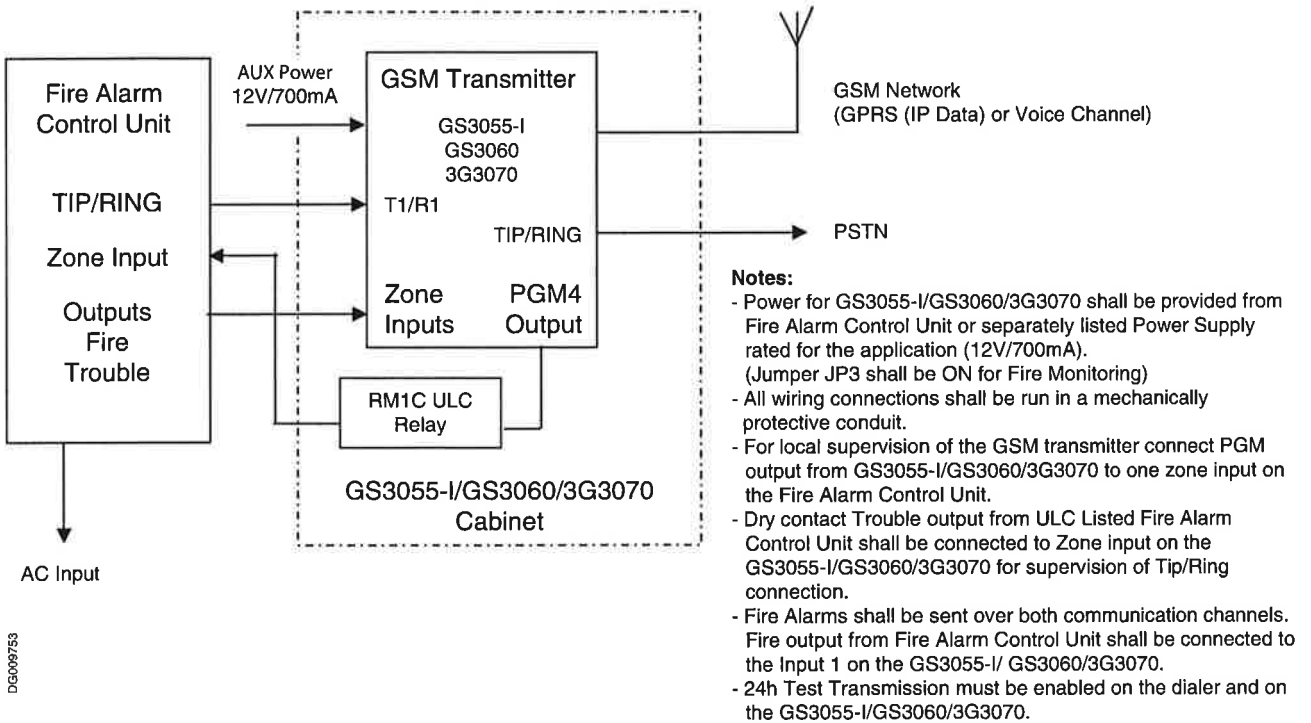 Fire Alarm
Control Unit
TIP/RING
Zone Input
Outputs
Fire
Trouble
AC Input
AUX Power
12V/700mA
GSM Transmitter
GS3055-I
GS3060
3G3070
T1/R1
TIP/RING
Zone
Inputs
PGM4
Output
RM1C ULC
Relay
GS3055-I/GS3060/3G3070
Cabinet
GSM Network
(GPRS (IP Data) or Voice Channel)
PSTN
Notes:
- Power for GS3055-I/GS3060/3G3070 shall be provided from
Fire Alarm Control Unit or separately listed Power Supply
rated for the application (12V/700mA).
(Jumper JP3 shall be ON for Fire Monitoring)
- All wiring connections shall be run in a mechanically
protective conduit.
- For local supervision of the GSM transmitter connect PGM
output from GS3055-I/GS3060/3G3070 to one zone input on
the Fire Alarm Control Unit.
- Dry contact Trouble output from ULC Listed Fire Alarm
Control Unit shall be connected to Zone input on the
GS3055-I/GS3060/3G3070 for supervision of Tip/Ring
connection.
- Fire Alarms shall be sent over both communication channels.
Fire output from Fire Alarm Control Unit shall be connected to
the Input 1 on the GS3055-I/ GS3060/3G3070.
- 24h Test Transmission must be enabled on the dialer and on
the GS3055-I/GS3060/3G3070.
DG009753